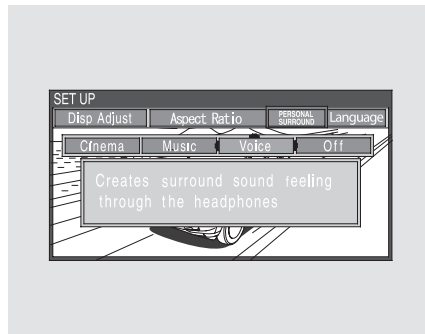 SET UP
Disp Adjust Aspect Ratio PERSONAL SURROUND Language
Cinema Music Voice Off
Creates surround sound feeling
through the headphones